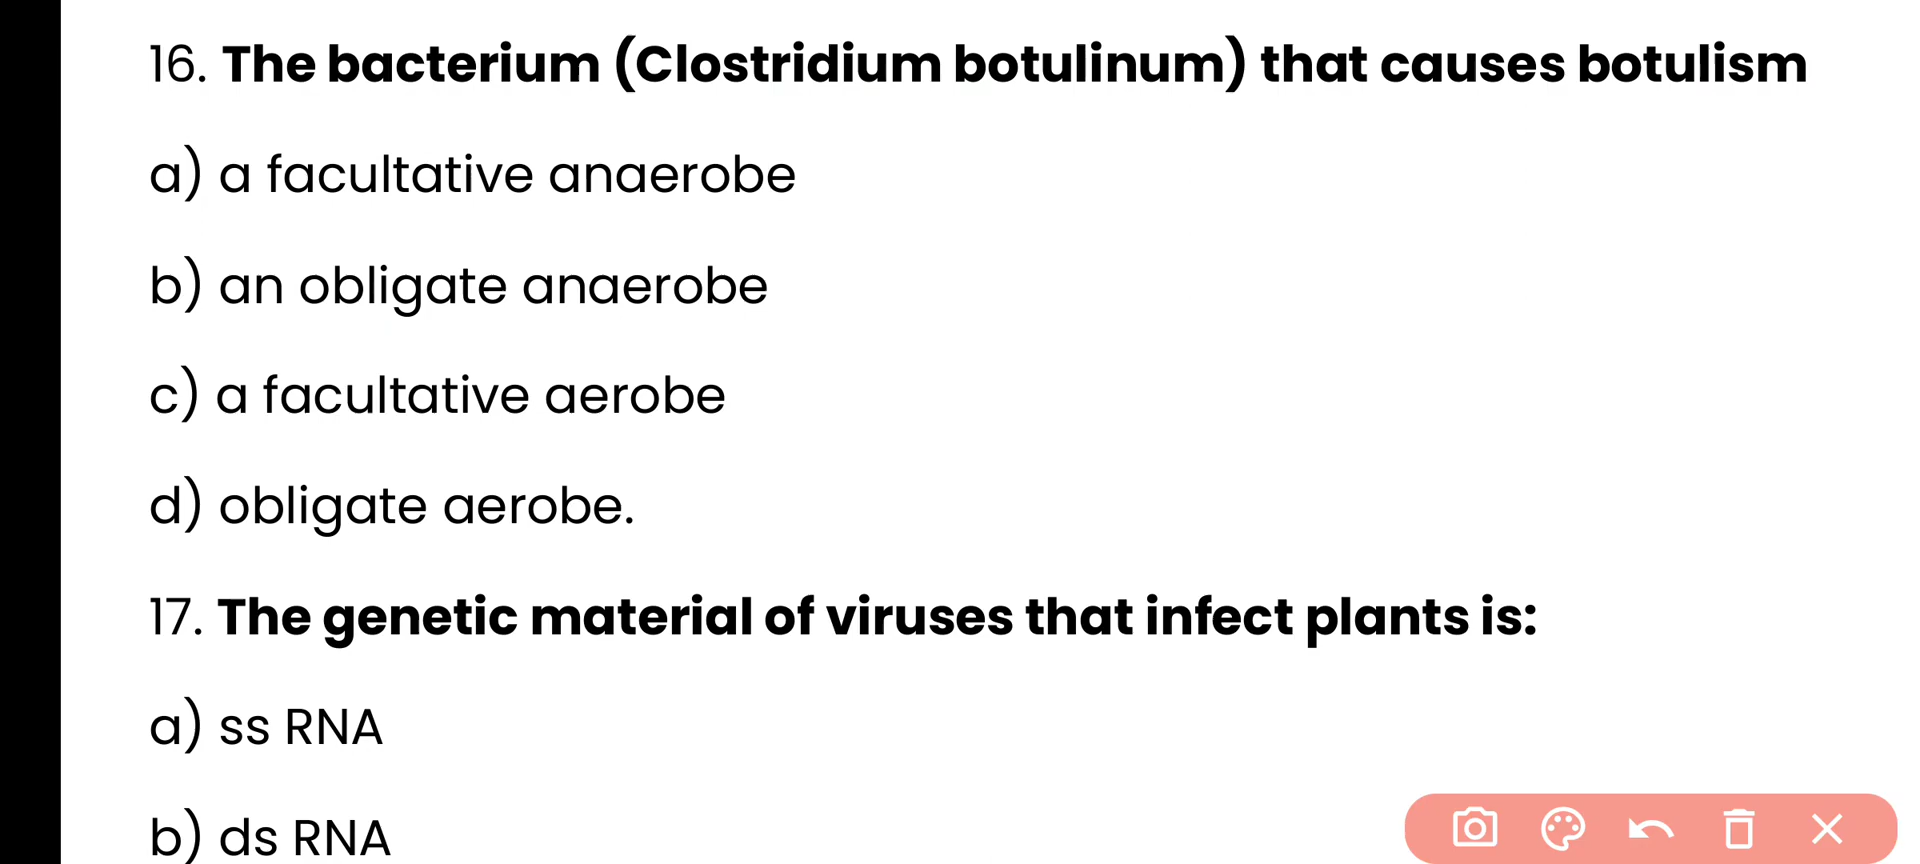 16. The bacterium (Clostridium botulinum) that causes botulism
a) a facultative anaerobe
b) an obligate anaerobe
c) a facultative aerobe
d) obligate aerobe.
17. The genetic material of viruses that infect plants is:
a) ss RNA
b) ds RNA